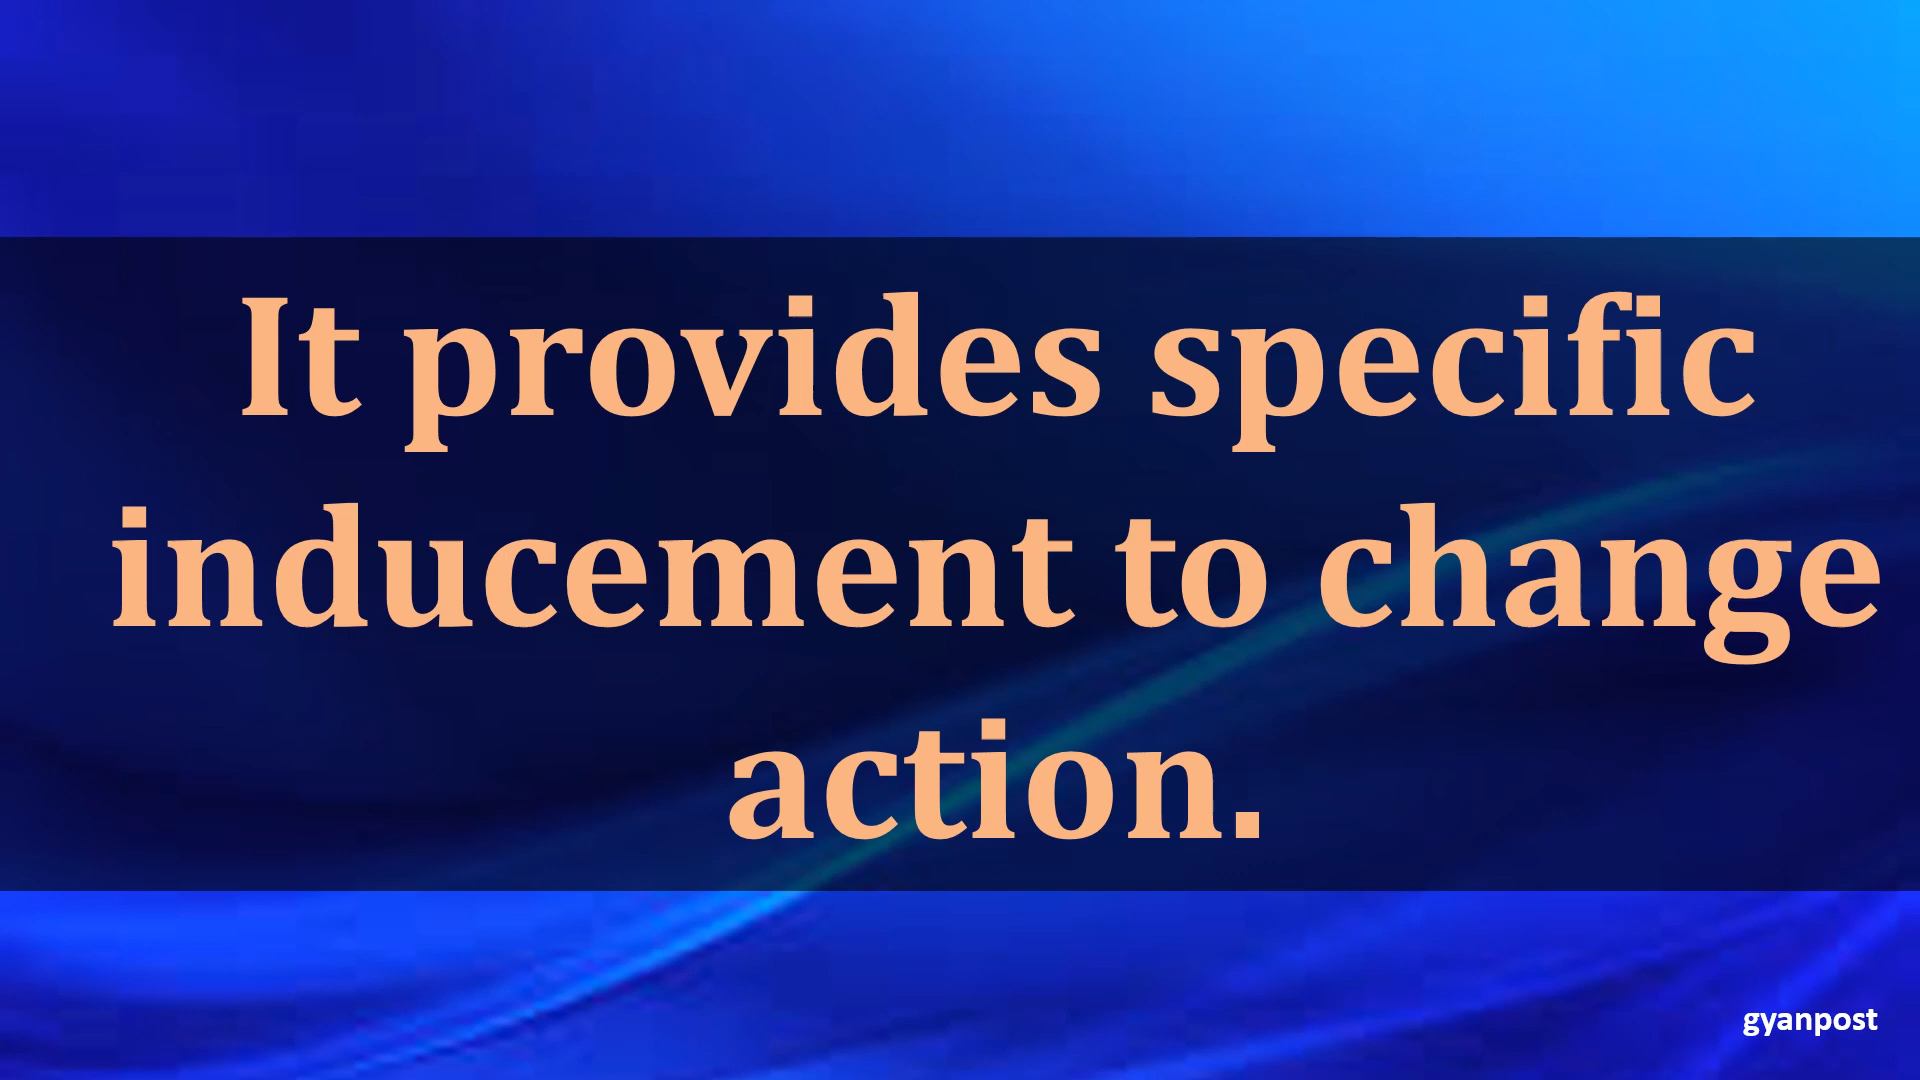 It provides specific
inducement to change
action.
gyanpost